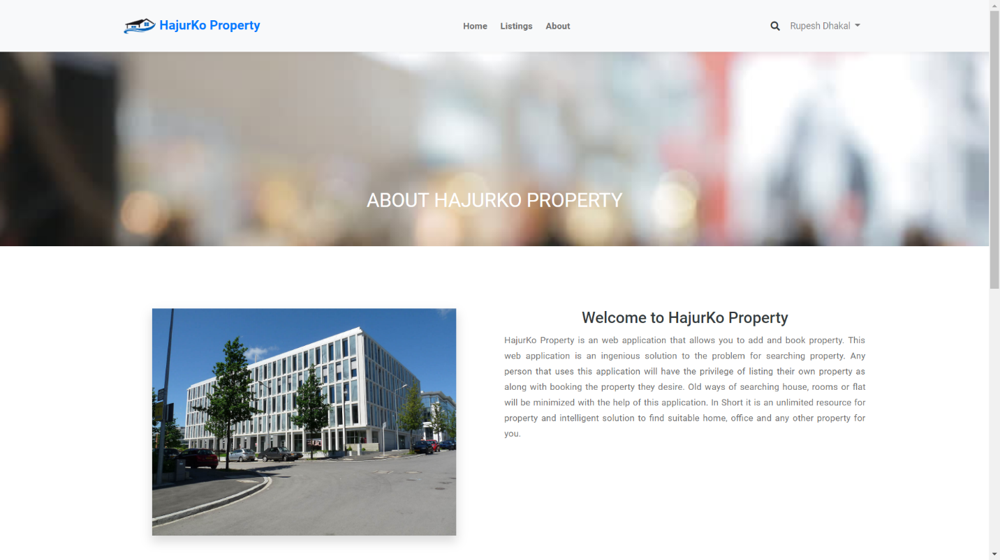 HajurKo Property
Home Listings About
Rupesh Dhakal
ABOUT HAJURKO PROPERTY
Welcome to HajurKo Property
HajurKo Property is an web application that allows you to add and book property. This
web application is an ingenious solution to the problem for searching property. Any
person that uses this application will have the privilege of listing their own property as
along with booking the property they desire. Old ways of searching house, rooms or flat
will be minimized with the help of this application. In Short it is an unlimited resource for
property and intelligent solution to find suitable home, office and any other property for
you.